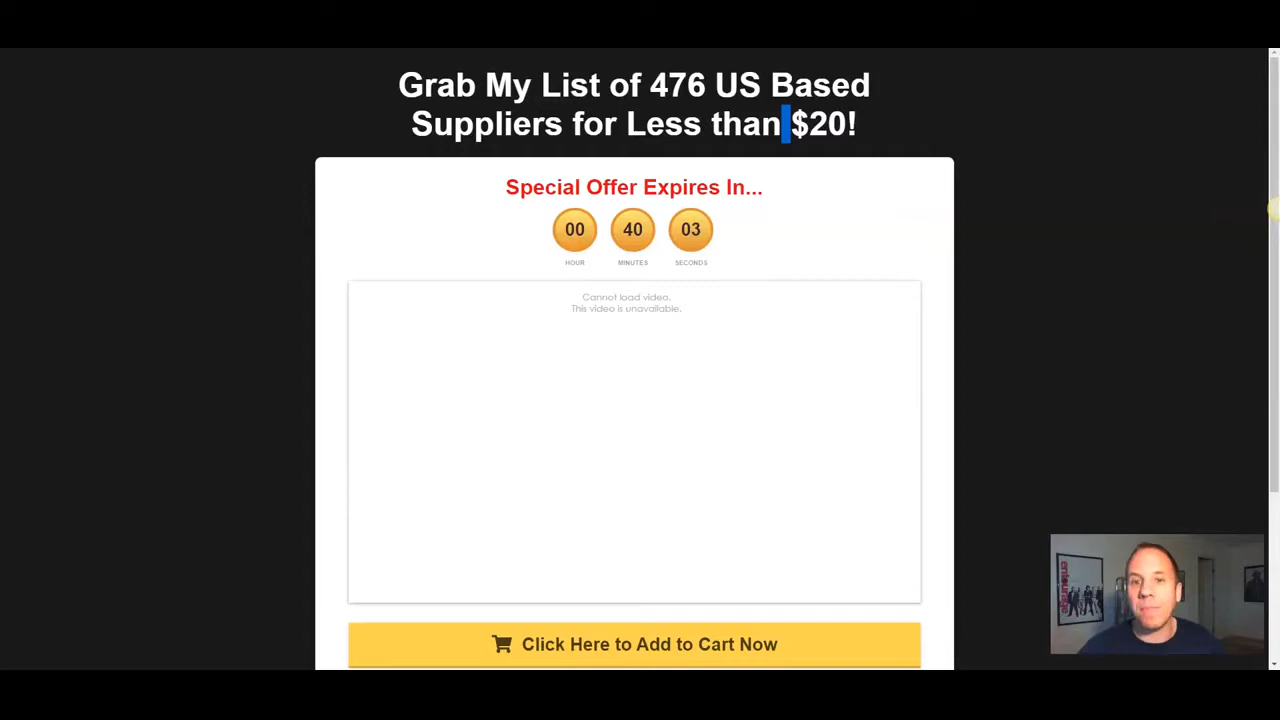 Grab My List of 476 US Based
Suppliers for Less than $20!
Special Offer Expires In...
00 40 03
HOUR MINUTES SECONDS
Cannot load video.
This video is unavailable.
Click Here to Add to Cart Now
entourage